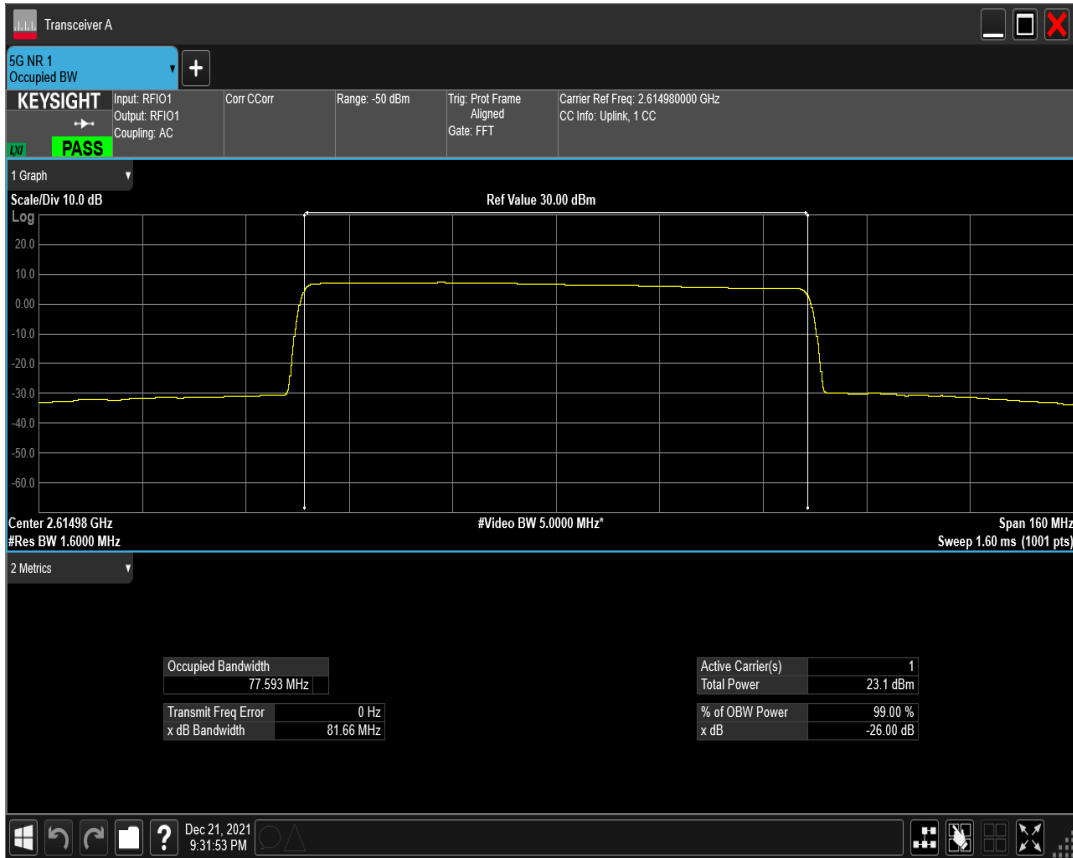 Transceiver A
5G NR 1
Occupied BW
KEYSIGHT
LXI
PASS
Input: RFIO1
Output: RFIO1
Coupling: AC
Corr CCorr
Range: -50 dBm
Trig: Prot Frame
Aligned
Gate: FFT
Carrier Ref Freq: 2.614980000 GHz
CC Info: Uplink, 1 CC
1 Graph
Scale/Div 10.0 dB
Ref Value 30.00 dBm
Log
20.0
10.0
0.00
-10.0
-20.0
-30.0
-40.0
-50.0
-60.0
Center 2.61498 GHz
#Video BW 5.0000 MHz*
Span 160 MHz
#Res BW 1.6000 MHz
Sweep 1.60 ms (1001 pts)
2 Metrics
Occupied Bandwidth
77.593 MHz
Transmit Freq Error 0 Hz
x dB Bandwidth 81.66 MHz
Active Carrier(s) 1
Total Power 23.1 dBm
% of OBW Power 99.00 %
x dB -26.00 dB
?
Dec 21, 2021
9:31:53 PM